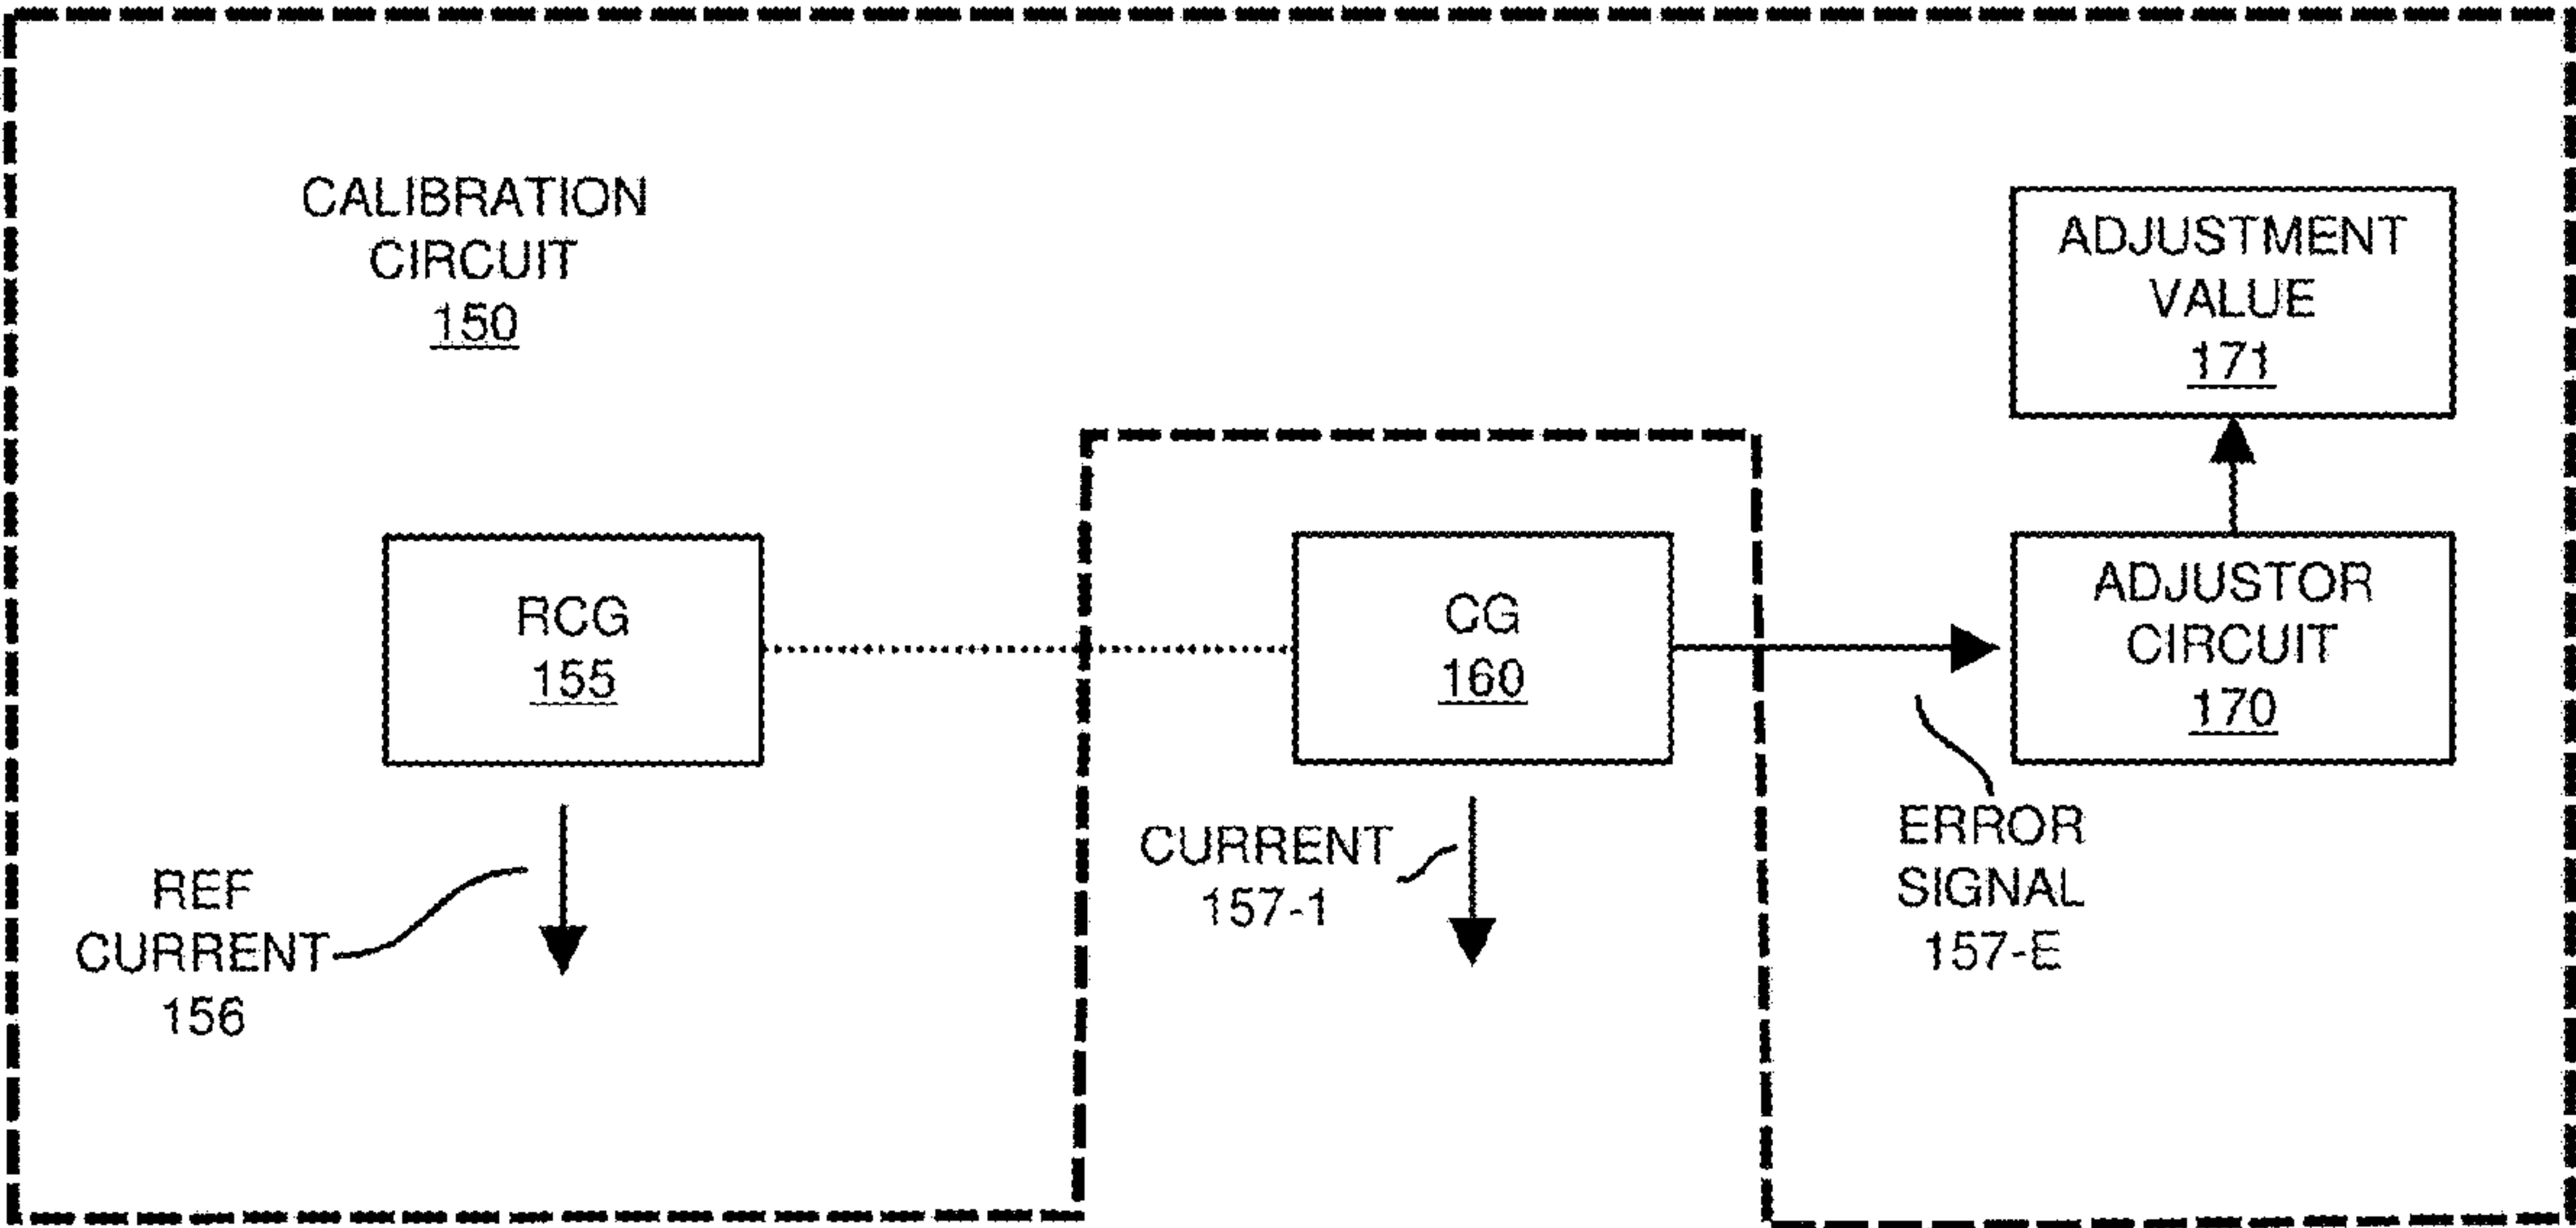 CALIBRATION
CIRCUIT
150
ADJUSTMENT
VALUE
171
RCG
155
CG
160
ADJUSTOR
CIRCUIT
170
REF
CURRENT
156
CURRENT
157-1
ERROR
SIGNAL
157-E